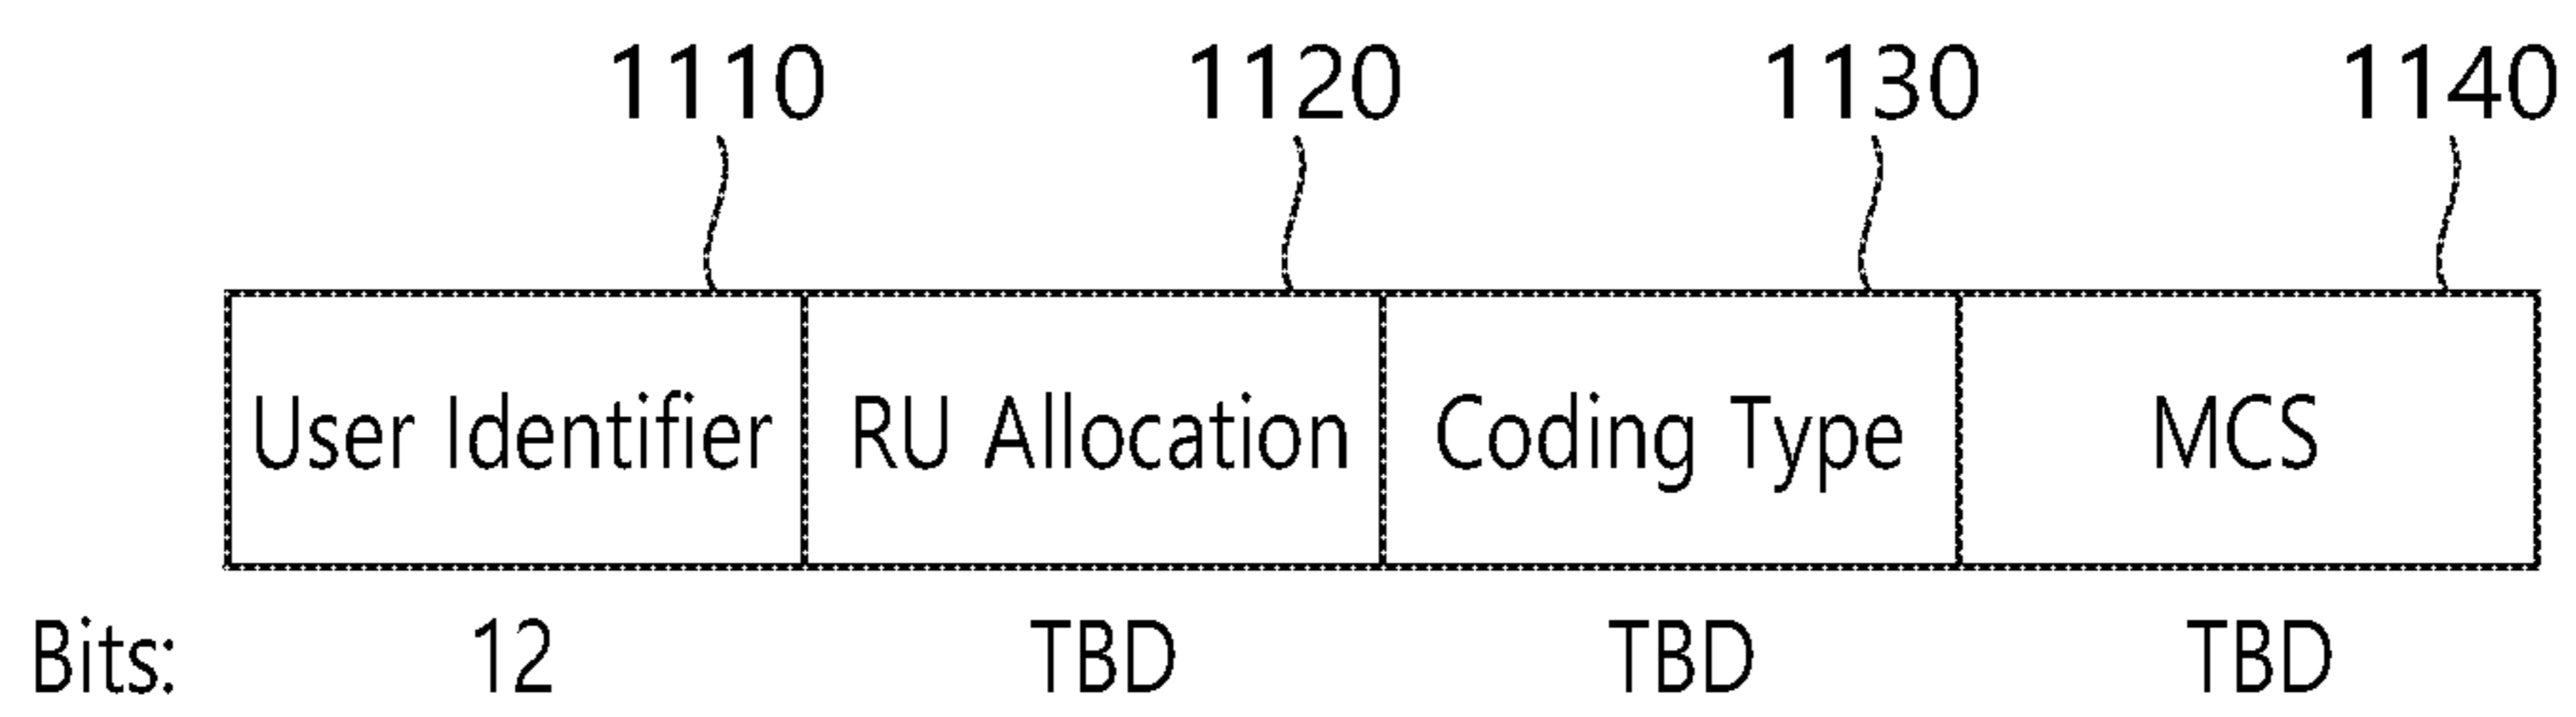 1110 1120 1130 1140
User Identifier RU Allocation Coding Type MCS
Bits: 12 TBD TBD TBD